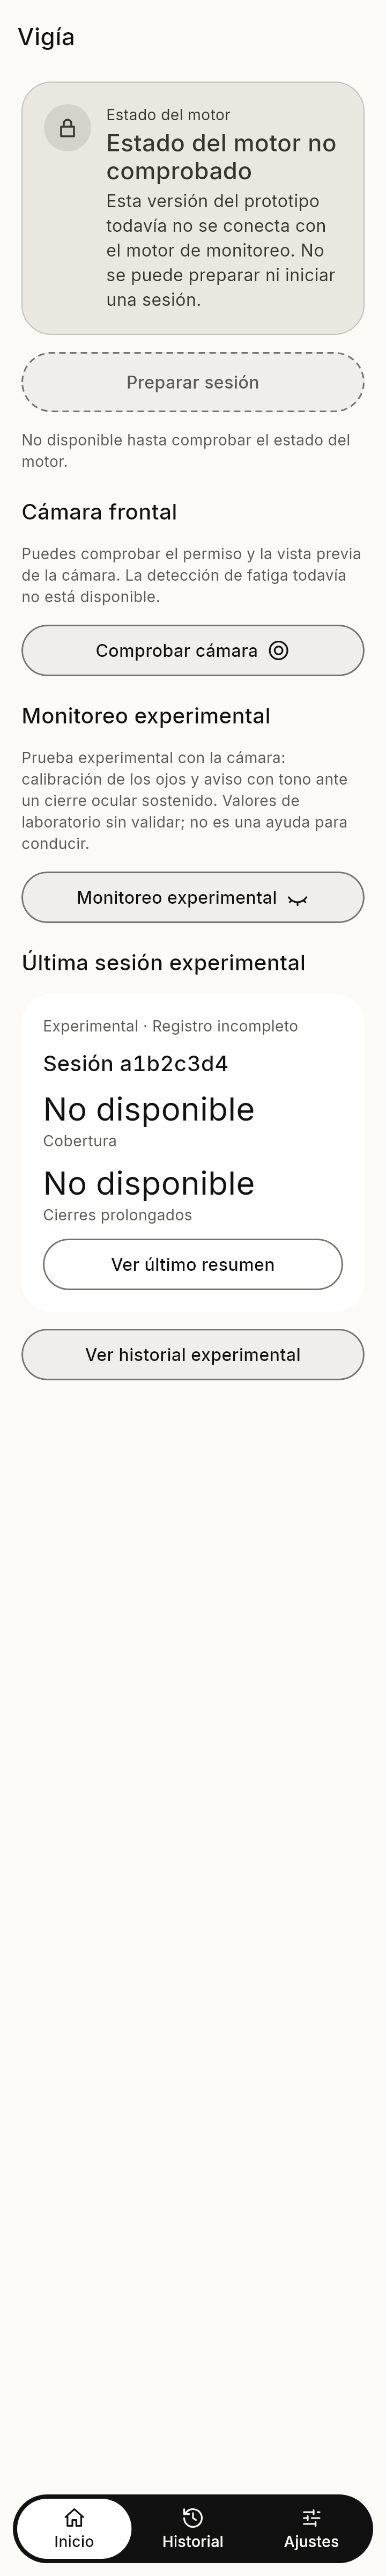 Vigía
Estado del motor
Estado del motor no
comprobado
Esta versión del prototipo
todavía no se conecta con
el motor de monitoreo. No
se puede preparar ni iniciar
una sesión.
Preparar sesión
No disponible hasta comprobar el estado del
motor.
Cámara frontal
Puedes comprobar el permiso y la vista previa
de la cámara. La detección de fatiga todavía
no está disponible.
Comprobar cámara
Monitoreo experimental
Prueba experimental con la cámara:
calibración de los ojos y aviso con tono ante
un cierre ocular sostenido. Valores de
laboratorio sin validar; no es una ayuda para
conducir.
Monitoreo experimental
Última sesión experimental
Experimental · Registro incompleto
Sesión a1b2c3d4
No disponible
Cobertura
No disponible
Cierres prolongados
Ver último resumen
Ver historial experimental
Inicio
Historial
Ajustes